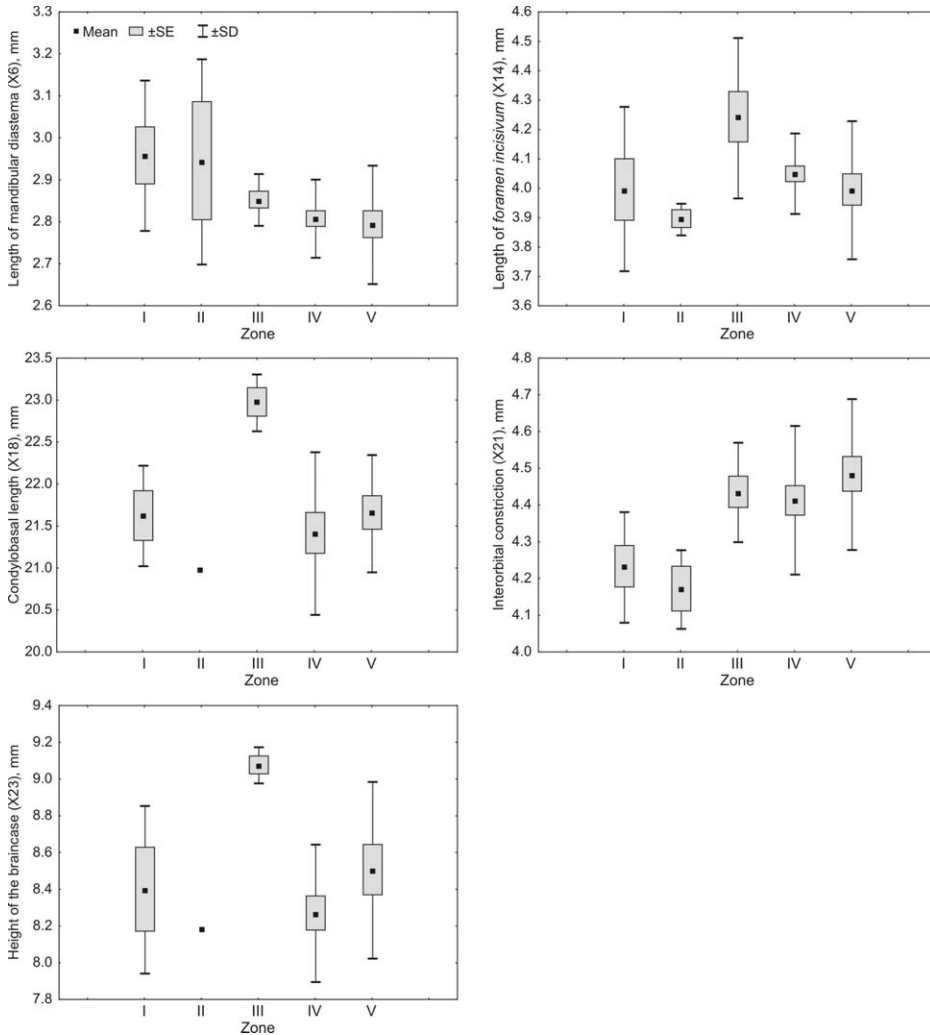 Length of mandibular diastema (X6), mm
3.3
3.2
3.1
3.0
2.9
2.8
2.7
2.6
Mean ±SE ±SD
I II III IV V
Zone
Length of foramen incisivum (X14), mm
4.6
4.5
4.4
4.3
4.2
4.1
4.0
3.9
3.8
3.7
3.6
I II III IV V
Zone
Condylobasal length (X18), mm
23.5
23.0
22.5
22.0
21.5
21.0
20.5
20.0
I II III IV V
Zone
Interorbital constriction (X21), mm
4.8
4.7
4.6
4.5
4.4
4.3
4.2
4.1
4.0
I II III IV V
Zone
Height of the braincase (X23), mm
9.4
9.2
9.0
8.8
8.6
8.4
8.2
8.0
7.8
I II III IV V
Zone